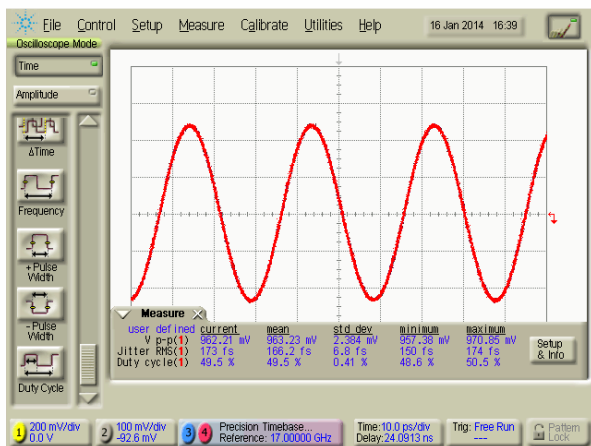 File Control Setup Measure Calibrate Utilities Help 16 Jan 2014 16:39
Oscilloscope Mode
Time
Amplitude
ΔTime
Frequency
+ Pulse
Width
- Pulse
Width
Duty Cycle
Measure
user defined current mean std dev minimum maximum
V p-p(1) 962.21 mV 963.23 mV 2.384 mV 957.38 mV 970.85 mV
Jitter RMS(1) 173 fs 166.2 fs 6.8 fs 150 fs 174 fs
Duty cycle(1) 49.5 % 49.5 % 0.41 % 48.6 % 50.5 %
Setup
& Info
1 200 mV/div
0.0 V
2 100 mV/div
-92.6 mV
3 4 Precision Timebase...
Reference: 17.00000 GHz
Time:10.0 ps/div
Delay:24.0913 ns
Trig: Free Run
---
Pattern
Lock